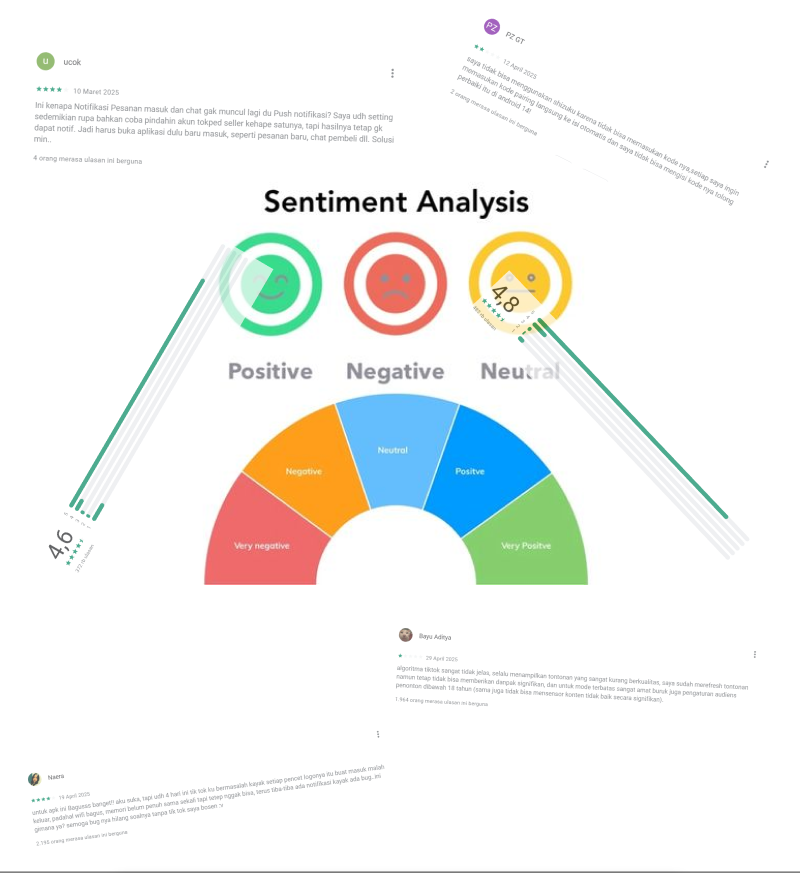 U
ucok
10 Maret 2025
Ini kenapa Notifikasi Pesanan masuk dan chat gak muncul lagi du Push notifikasi? Saya udh setting
sedemikian rupa bahkan coba pindahin akun tokped seller kehape satunya, tapi hasilnya tetap gk
dapat notif. Jadi harus buka aplikasi dulu baru masuk, seperti pesanan baru, chat pembeli dll. Solusi
min..
4 orang merasa ulasan ini berguna
PZ
PZ GT
12 April 2025
saya tidak bisa menggunakan shizuku karena tidak bisa memasukan kode nya,setiap saya ingin
memasukan kode pairing langsung ke isi otomatis dan saya tidak bisa mengisi kode nya tolong
perbaiki itu di android 14!
2 orang merasa ulasan ini berguna
Sentiment Analysis
4,8
Positive
Negative
Neutral
Neutral
Negative
Positve
Very negative
Very Positve
4,6
Bayu Aditya
29 April 2025
algoritma tiktok sangat tidak jelas, selalu menampilkan tontonan yang sangat kurang berkualitas, saya sudah merefresh tontonan
namun tetap tidak bisa memberikan danpak signifikan, dan untuk mode terbatas sangat amat buruk juga pengaturan audiens
penonton dibawah 18 tahun (sama juga tidak bisa mensensor konten tidak baik secara signifikan).
1.964 orang merasa ulasan ini berguna
Naeru
19 April 2025
untuk apk ini Baguuss banget!! aku suka, tapi udh 4 hari ini tik tok ku bermasalah kayak setiap pencet logonya itu buat masuk malah
keluar, padahal wifi bagus, memori belum penuh sama sekali tapi tetep nggak bisa, terus tiba-tiba ada notifikasi kayak ada bug. ini
gimana ya? semoga bug nya hilang soalnya tanpa tik tok saya bosen :v
2.795 orang merasa ulasan ini berguna